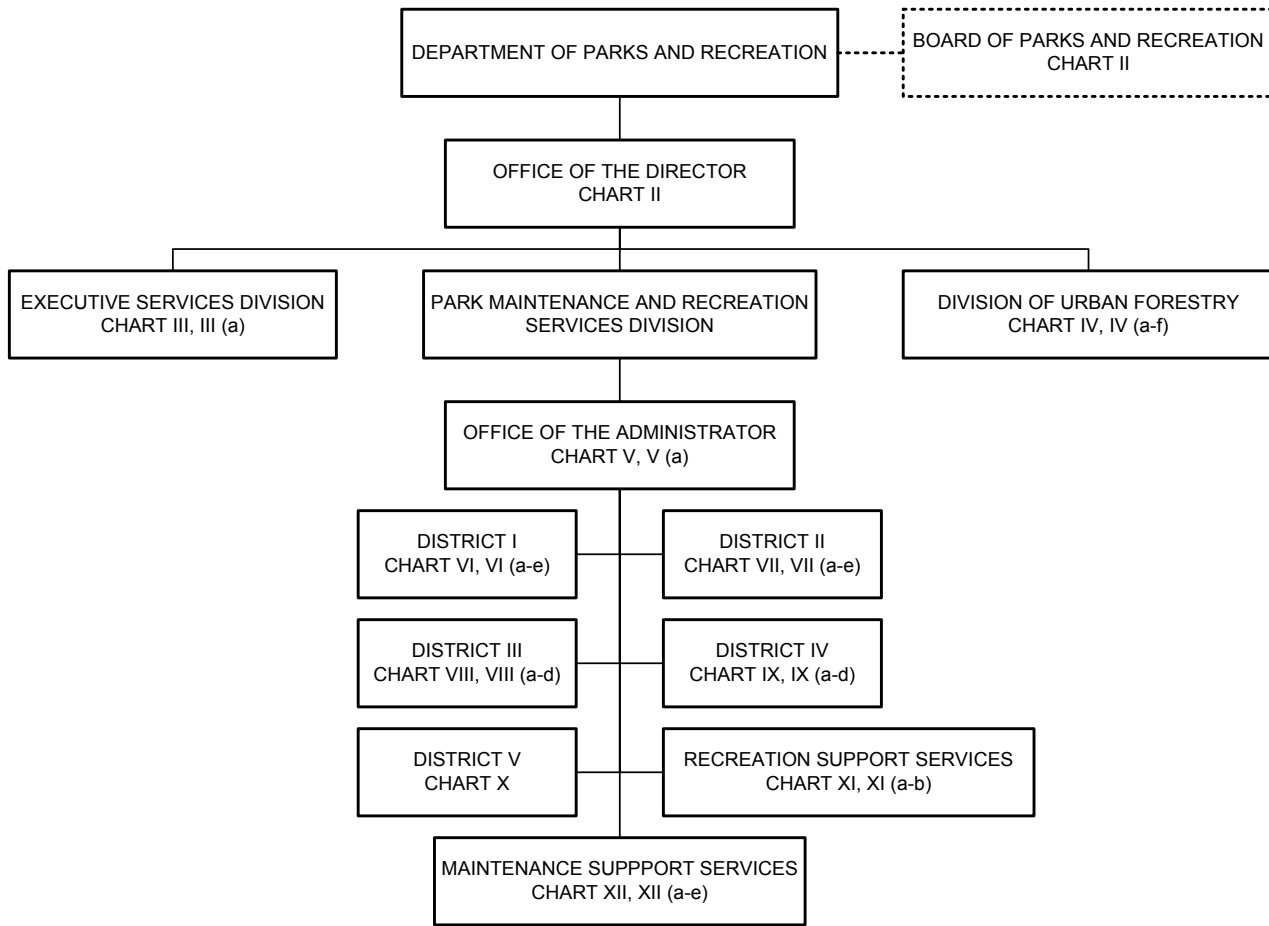 DEPARTMENT OF PARKS AND RECREATION
BOARD OF PARKS AND RECREATION
CHART II
OFFICE OF THE DIRECTOR
CHART II
EXECUTIVE SERVICES DIVISION
CHART III, III (a)
PARK MAINTENANCE AND RECREATION
SERVICES DIVISION
DIVISION OF URBAN FORESTRY
CHART IV, IV (a-f)
OFFICE OF THE ADMINISTRATOR
CHART V, V (a)
DISTRICT I
CHART VI, VI (a-e)
DISTRICT II
CHART VII, VII (a-e)
DISTRICT III
CHART VIII, VIII (a-d)
DISTRICT IV
CHART IX, IX (a-d)
DISTRICT V
CHART X
RECREATION SUPPORT SERVICES
CHART XI, XI (a-b)
MAINTENANCE SUPPPORT SERVICES
CHART XII, XII (a-e)